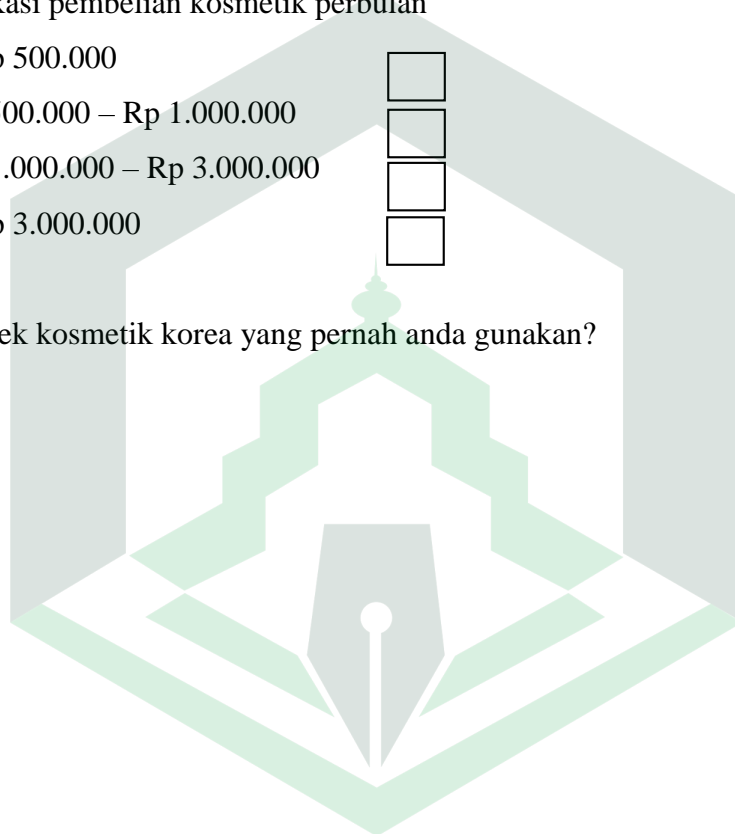 kasi pembelian kosmetik perbulan
p 500.000
00.000 – Rp 1.000.000
.000.000 – Rp 3.000.000
p 3.000.000
ek kosmetik korea yang pernah anda gunakan?